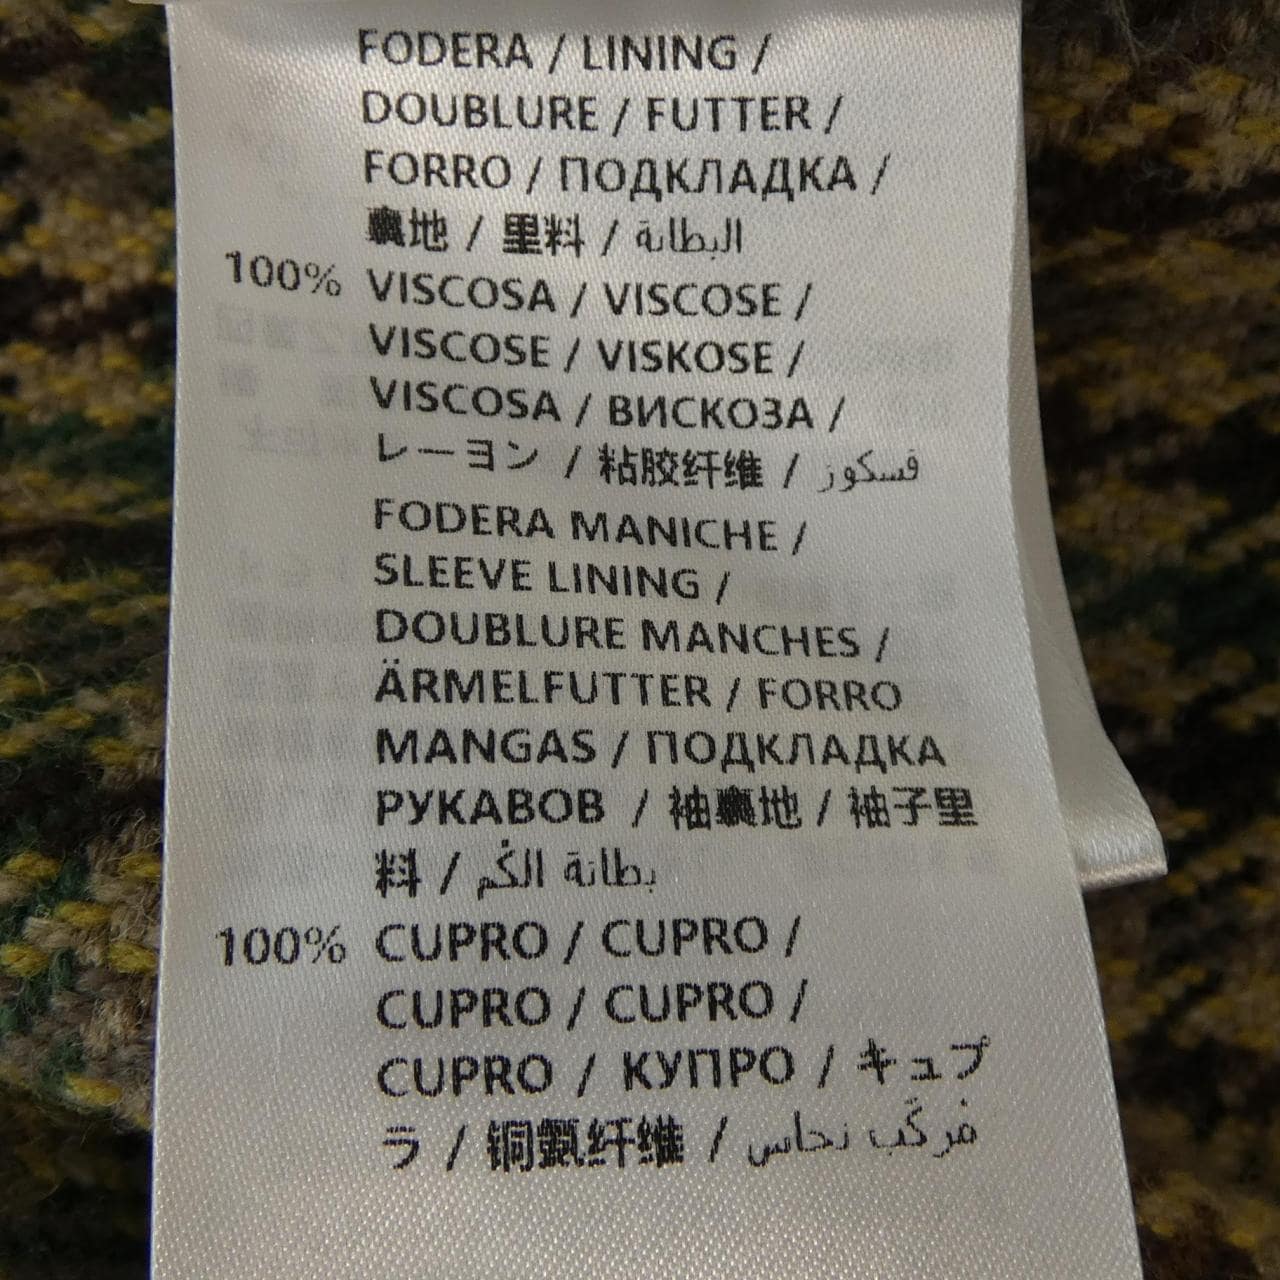 FODERA / LINING /
DOUBLURE / FUTTER /
FORRO / ПОДКЛАДКА /
裏地 / 里料 / البطانة
100% VISCOSA / VISCOSE /
VISCOSE / VISKOSE /
VISCOSA / ВИСКОЗА /
レーヨン / 粘胶纤维 / فسكوز
FODERA MANICHE /
SLEEVE LINING /
DOUBLURE MANCHES /
ÄRMELFUTTER / FORRO
MANGAS / ПОДКЛАДКА
РУКАВОВ / 袖裏地 / 袖子里
料 / بطانة الكُم
100% CUPRO / CUPRO /
CUPRO / CUPRO /
CUPRO / КУПРО / キュプ
ラ / 铜氨纤维 / مُركَب نحاس